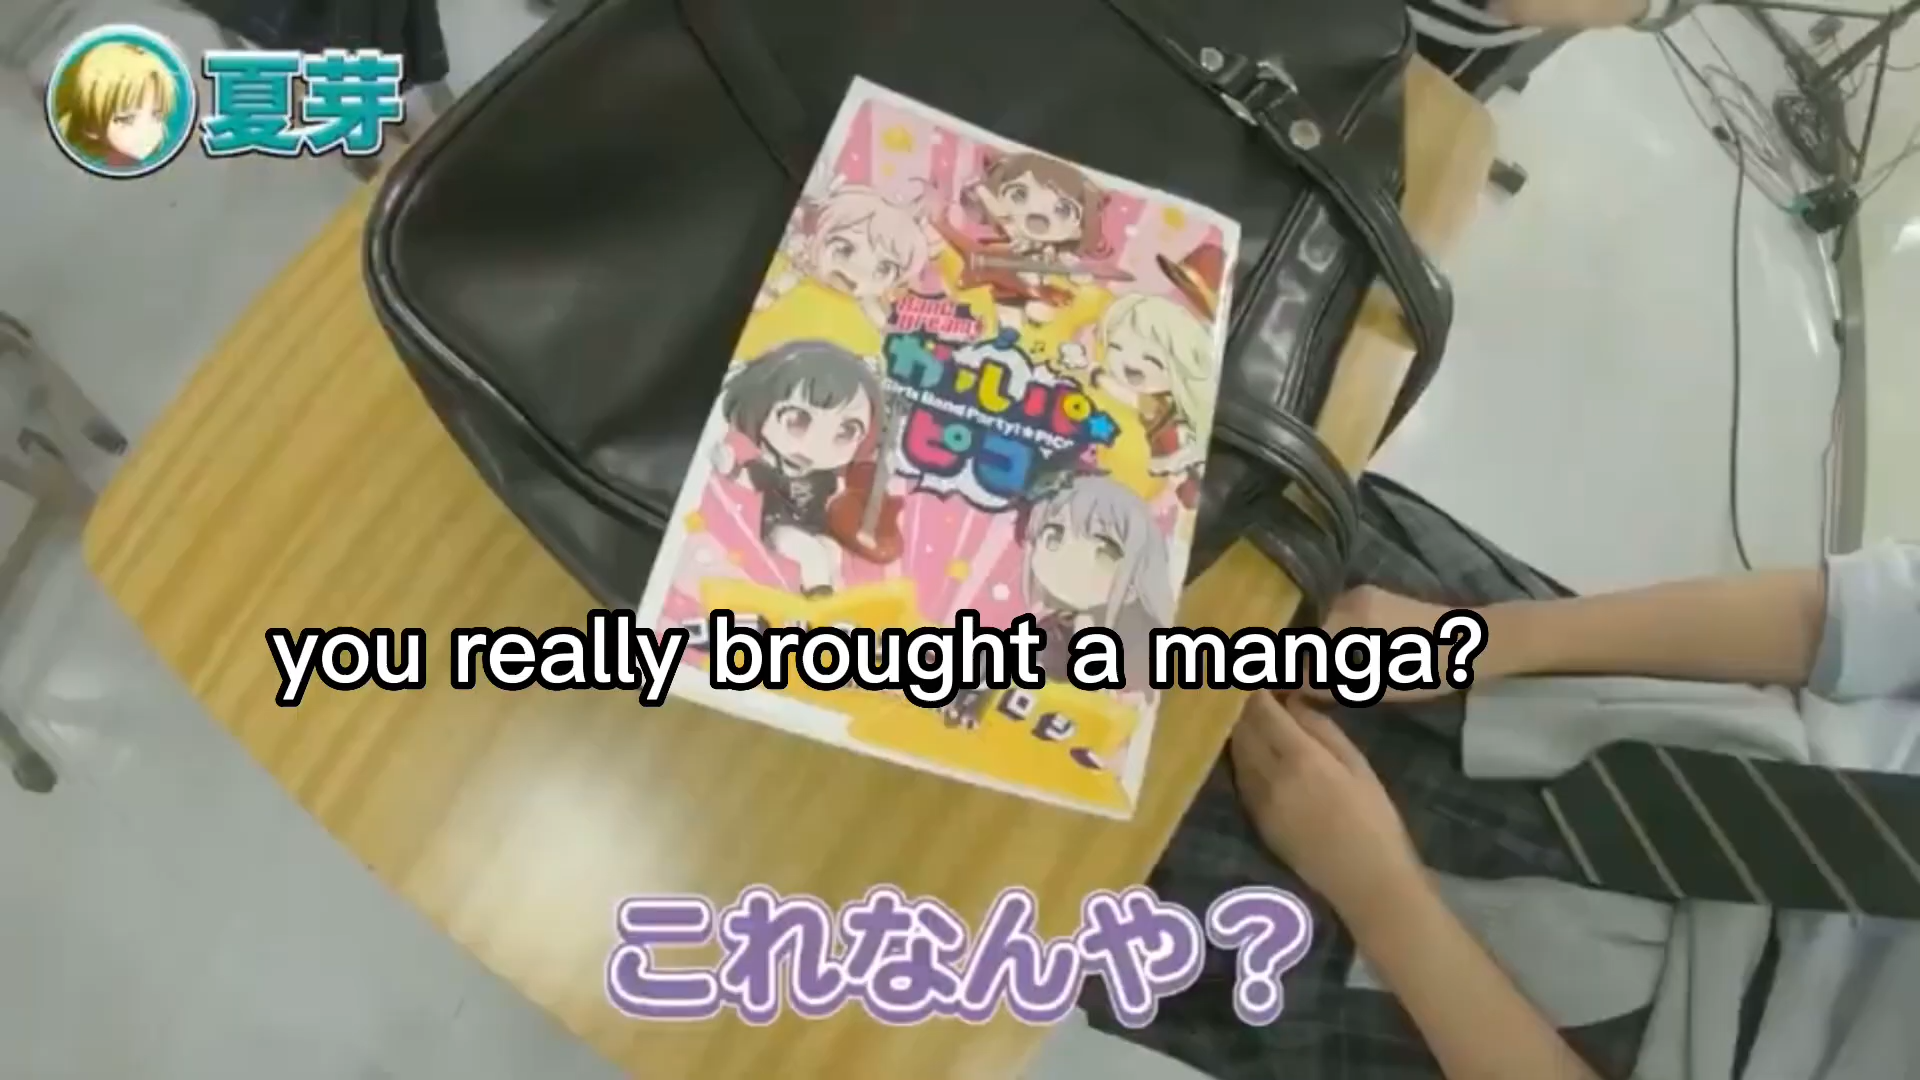 夏芽
BanG Dream!
ガルパ☆
Girls Band Party!☆PICO
ピコ
you really brought a manga?
これなんや?